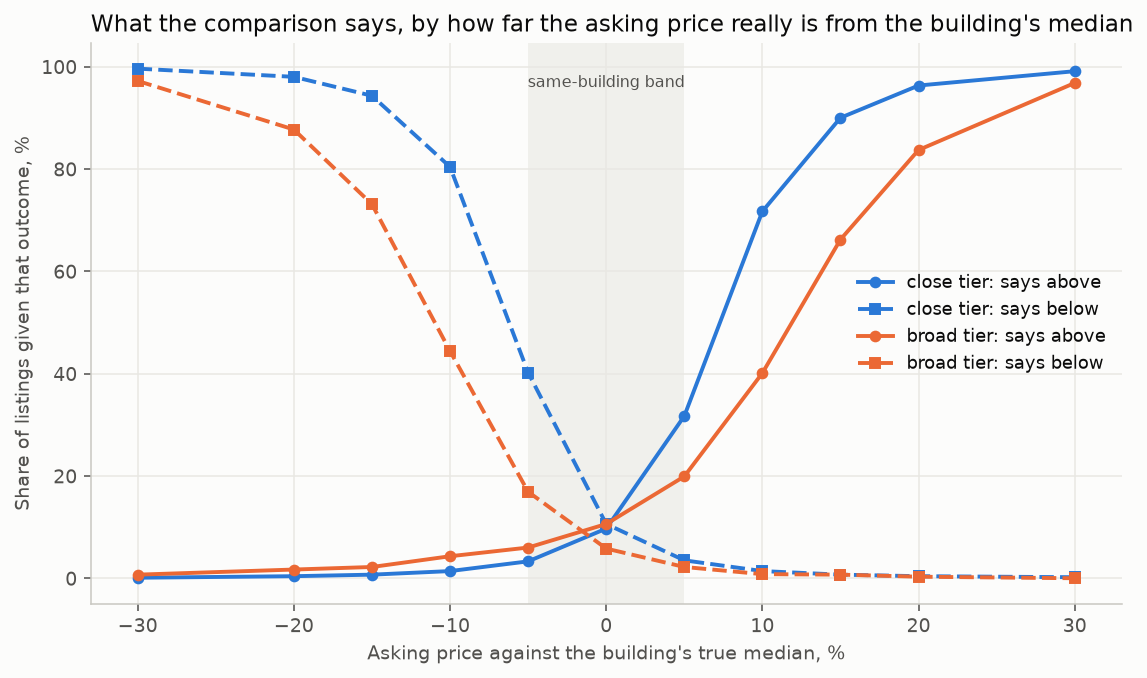 What the comparison says, by how far the asking price really is from the building's median
same-building band
Share of listings given that outcome, %
100
80
60
40
20
0
close tier: says above
close tier: says below
broad tier: says above
broad tier: says below
−30
−20
−10
0
10
20
30
Asking price against the building's true median, %